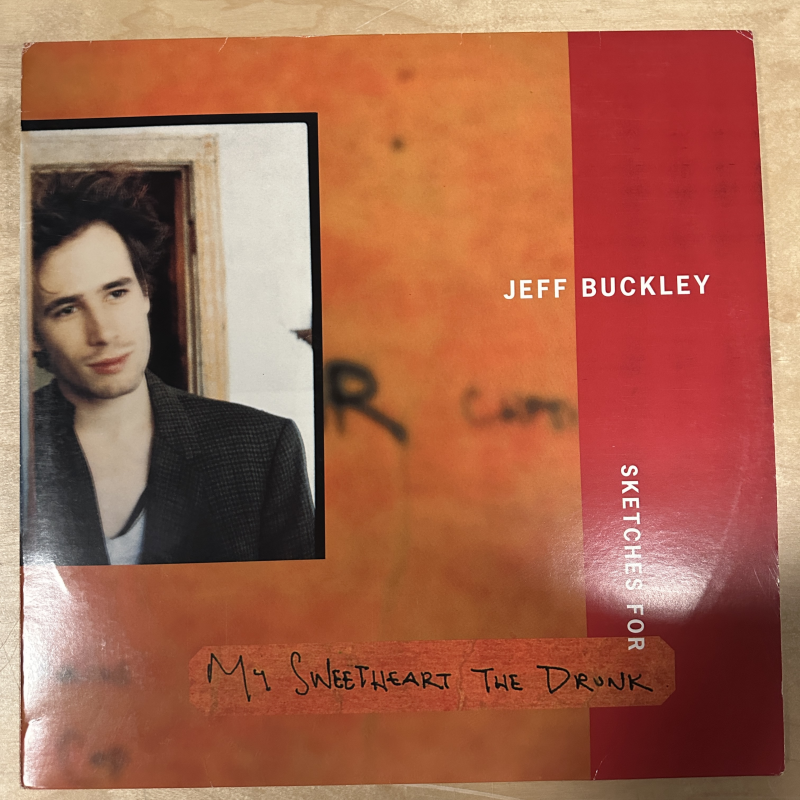 JEFF BUCKLEY
SKETCHES FOR
My SWEETHEART THE DRUNK
R